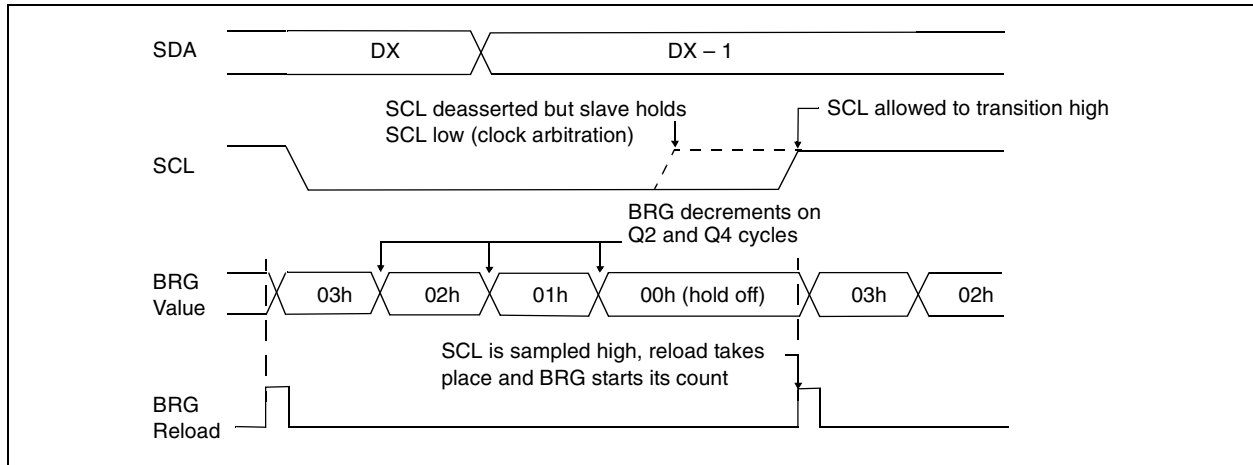 SDA
DX
DX – 1
SCL deasserted but slave holds
SCL low (clock arbitration)
SCL allowed to transition high
SCL
BRG decrements on
Q2 and Q4 cycles
BRG
Value
03h
02h
01h
00h (hold off)
03h
02h
SCL is sampled high, reload takes
place and BRG starts its count
BRG
Reload